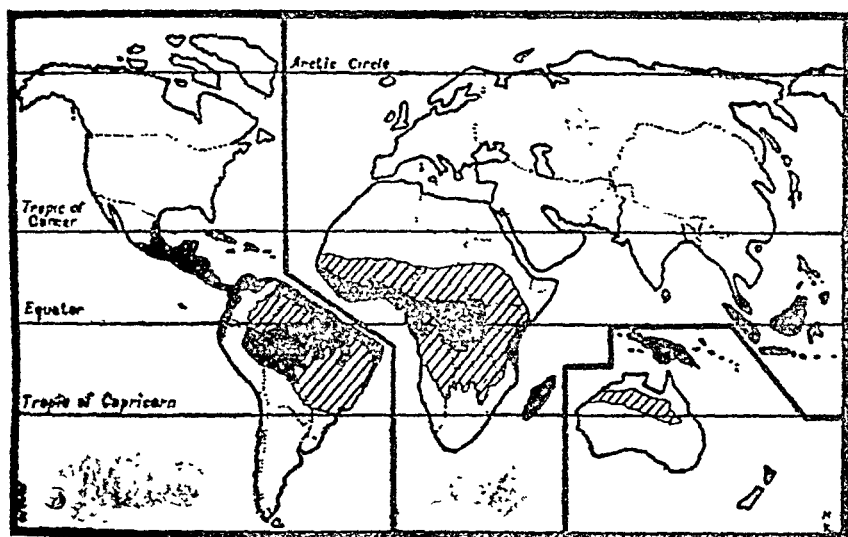 Arctic Circle
Tropic of
Cancer
Equator
Tropic of Capricorn